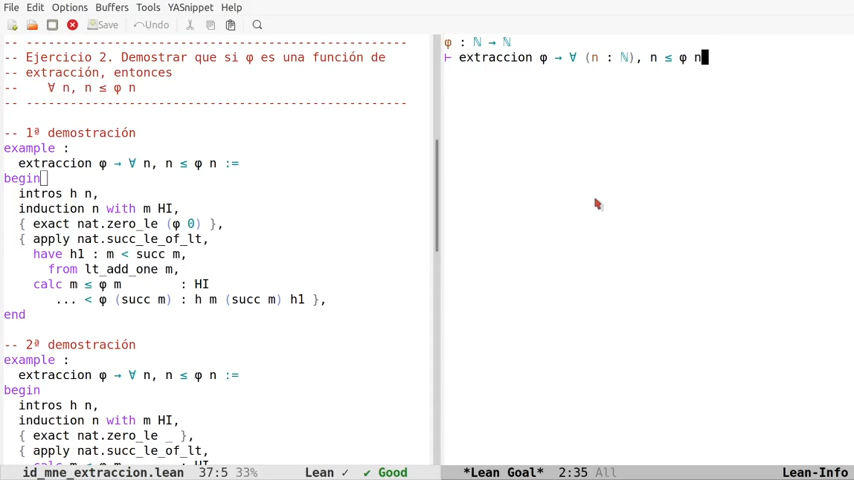 File Edit Options Buffers Tools YASnippet Help
Save Undo
-- ---------------------------------------------------
-- Ejercicio 2. Demostrar que si φ es una función de
-- extracción, entonces
--    ∀ n, n ≤ φ n
-- ---------------------------------------------------
-- 1ª demostración
example :
  extraccion φ → ∀ n, n ≤ φ n :=
begin
  intros h n,
  induction n with m HI,
  { exact nat.zero_le (φ 0) },
  { apply nat.succ_le_of_lt,
    have h1 : m < succ m,
      from lt_add_one m,
    calc m ≤ φ m        : HI
       ... < φ (succ m) : h m (succ m) h1 },
end
-- 2ª demostración
example :
  extraccion φ → ∀ n, n ≤ φ n :=
begin
  intros h n,
  induction n with m HI,
  { exact nat.zero_le _ },
  { apply nat.succ_le_of_lt,
id_mne_extraccion.lean 37:5 33% Lean ✓ ✔ Good
φ : ℕ → ℕ
⊢ extraccion φ → ∀ (n : ℕ), n ≤ φ n
*Lean Goal* 2:35 All Lean-Info